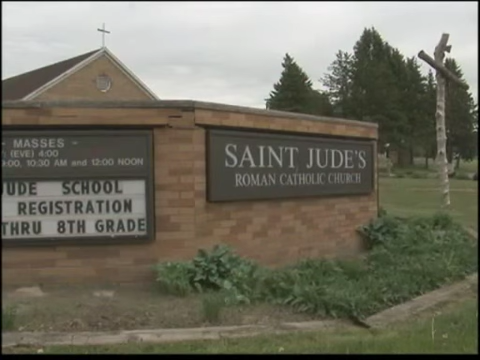 - MASSES -
(EVE) 4:00
10:30 AM and 12:00 NOON
JUDE SCHOOL
REGISTRATION
THRU 8TH GRADE
SAINT JUDE'S
ROMAN CATHOLIC CHURCH